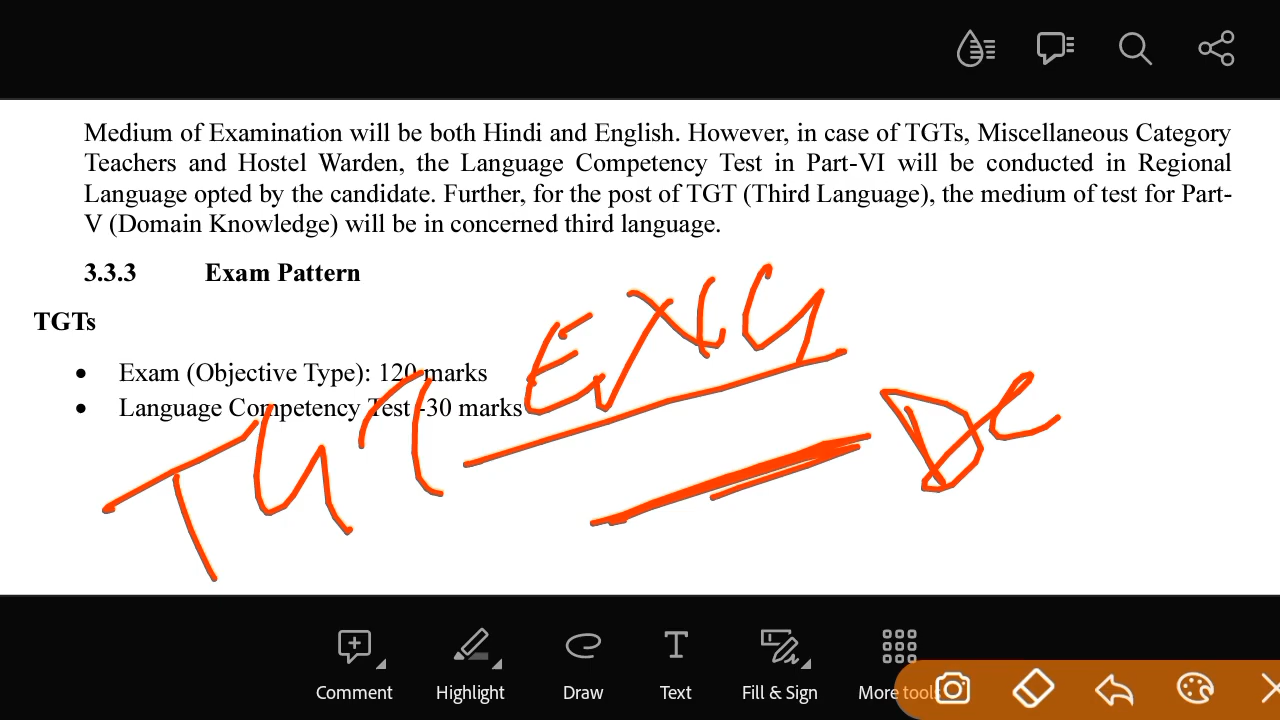 Medium of Examination will be both Hindi and English. However, in case of TGTs, Miscellaneous Category
Teachers and Hostel Warden, the Language Competency Test in Part-VI will be conducted in Regional
Language opted by the candidate. Further, for the post of TGT (Third Language), the medium of test for Part-
V (Domain Knowledge) will be in concerned third language.
3.3.3 Exam Pattern
TGTs
• Exam (Objective Type): 120 marks
• Language Competency Test -30 marks
TGT
Comment Highlight Draw Text Fill & Sign More tools